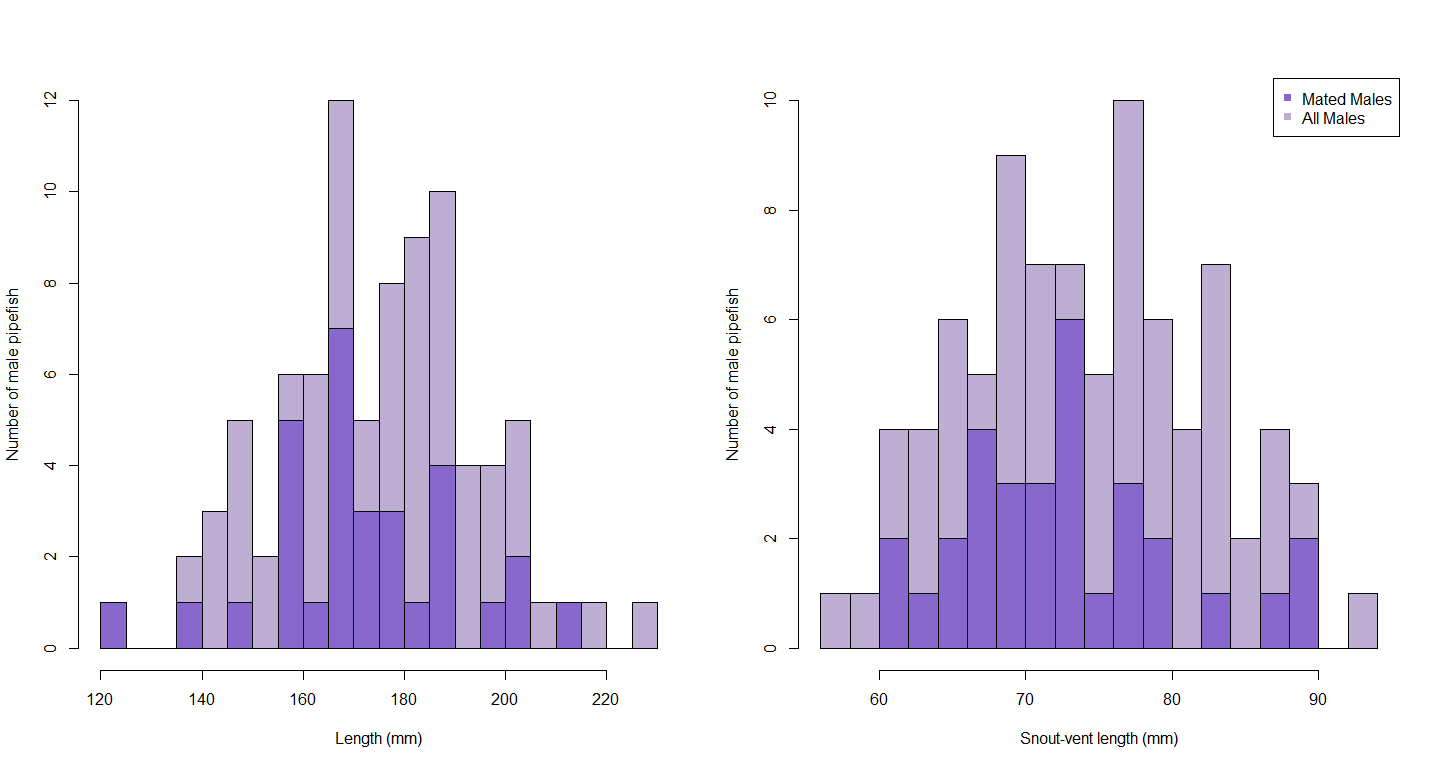 Number of male pipefish
12
10
8
6
4
2
0
120 140 160 180 200 220
Length (mm)
Number of male pipefish
10
8
6
4
2
0
60 70 80 90
Snout-vent length (mm)
Mated Males
All Males